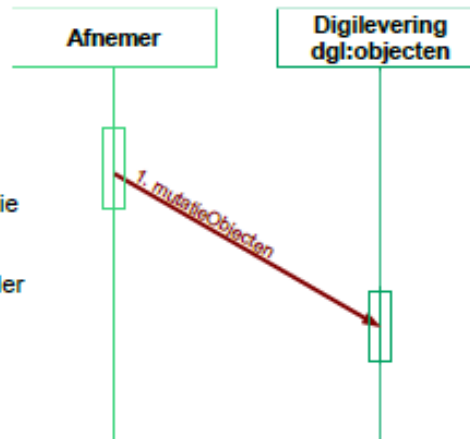 Afnemer
Digilevering
dgl:objecten
1. mutatieObjecten
ie
ler